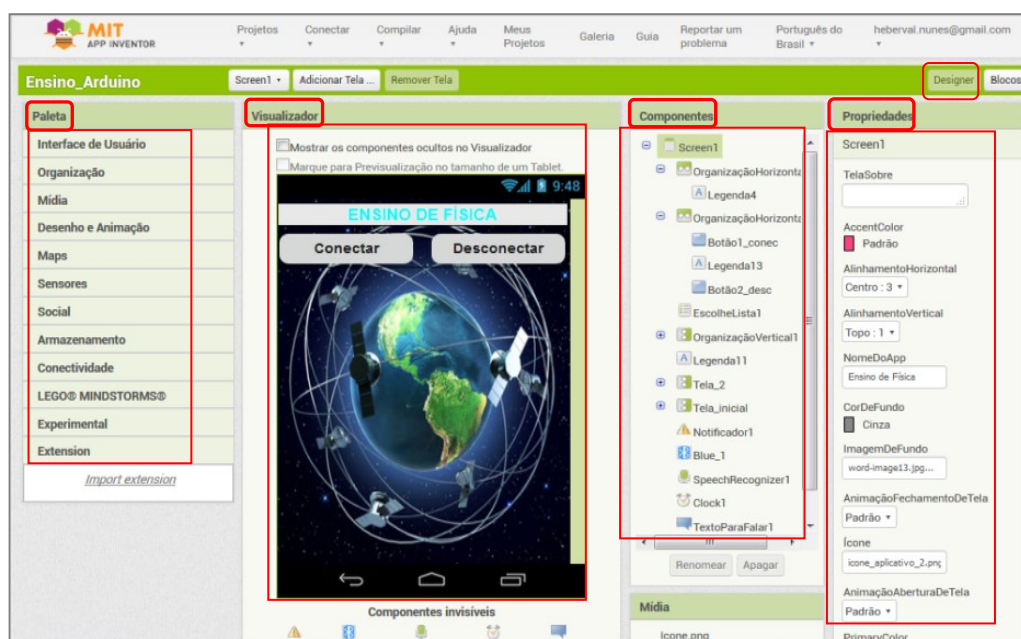 MIT
APP INVENTOR
Projetos
Conectar
Compilar
Ajuda
Meus Projetos
Galeria
Guia
Reportar um problema
Português do Brasil
heberval.nunes@gmail.com
Ensino_Arduino
Screen1
Adicionar Tela ...
Remover Tela
Designer
Blocos
Paleta
Interface de Usuário
Organização
Mídia
Desenho e Animação
Maps
Sensores
Social
Armazenamento
Conectividade
LEGO® MINDSTORMS®
Experimental
Extension
Import extension
Visualizador
Mostrar os componentes ocultos no Visualizador
Marque para Previsualização no tamanho de um Tablet.
9:48
ENSINO DE FÍSICA
Conectar
Desconectar
Componentes invisíveis
Componentes
Screen1
OrganizaçãoHorizonta
Legenda4
OrganizaçãoHorizonta
Botão1_conec
Legenda13
Botão2_desc
EscolheLista1
OrganizaçãoVertical1
Legenda11
Tela_2
Tela_inicial
Notificador1
Blue_1
SpeechRecognizer1
Clock1
TextoParaFalar1
Renomear
Apagar
Mídia
Icone.png
Propriedades
Screen1
TelaSobre
AccentColor
Padrão
AlinhamentoHorizontal
Centro : 3
AlinhamentoVertical
Topo : 1
NomeDoApp
Ensino de Física
CorDeFundo
Cinza
ImagemDeFundo
word-image13.jpg...
AnimaçãoFechamentoDeTela
Padrão
Ícone
icone_aplicativo_2.png
AnimaçãoAberturaDeTela
Padrão
PrimaryColor